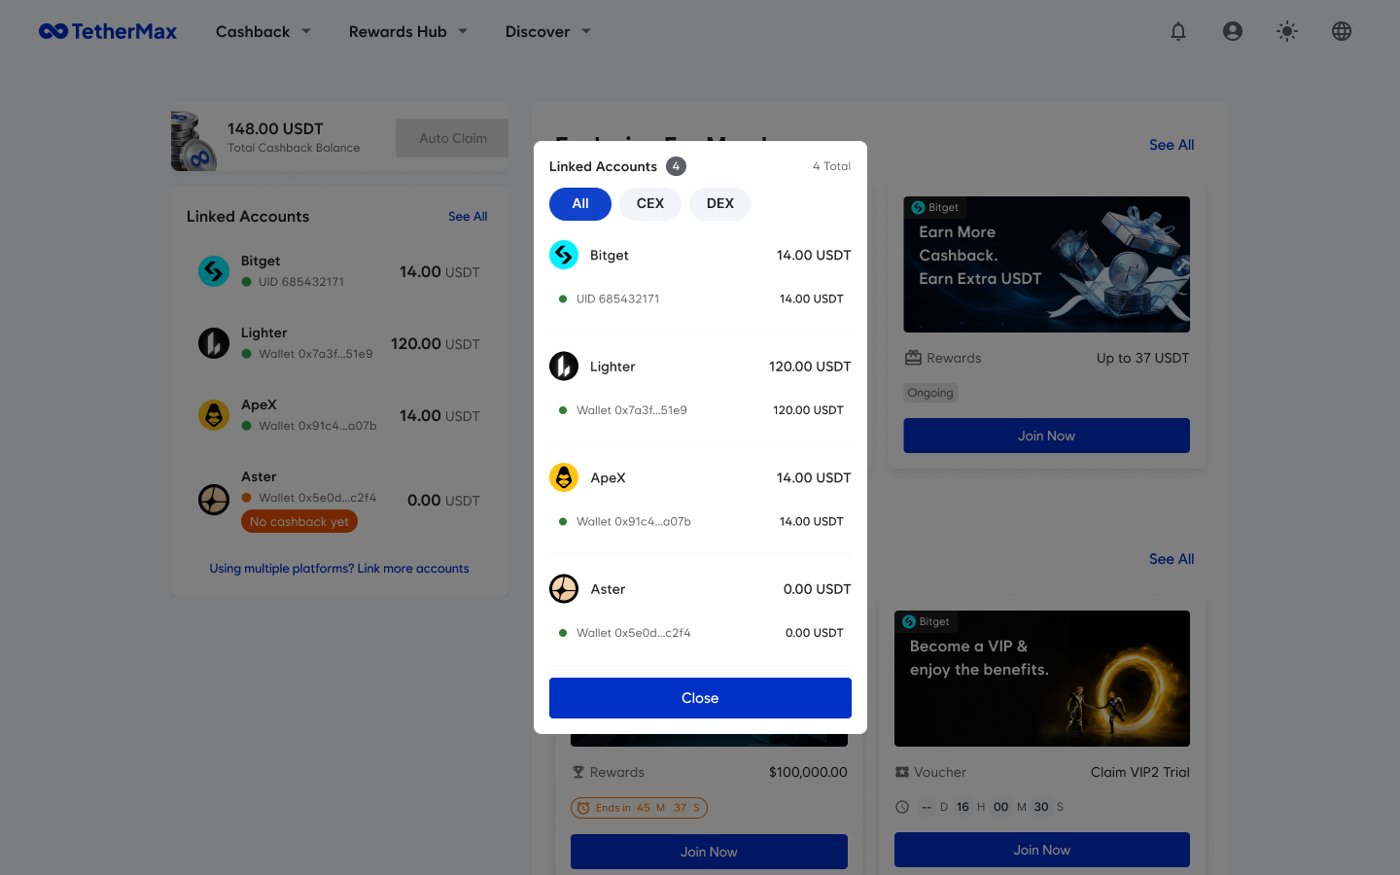 TetherMax
Cashback
Rewards Hub
Discover
148.00 USDT
Total Cashback Balance
Auto Claim
Linked Accounts
See All
Bitget
UID 685432171
14.00 USDT
Lighter
Wallet 0x7a3f...51e9
120.00 USDT
ApeX
Wallet 0x91c4...a07b
14.00 USDT
Aster
Wallet 0x5e0d...c2f4
0.00 USDT
No cashback yet
Using multiple platforms? Link more accounts
Linked Accounts 4
4 Total
All
CEX
DEX
Bitget
14.00 USDT
UID 685432171
14.00 USDT
Lighter
120.00 USDT
Wallet 0x7a3f...51e9
120.00 USDT
ApeX
14.00 USDT
Wallet 0x91c4...a07b
14.00 USDT
Aster
0.00 USDT
Wallet 0x5e0d...c2f4
0.00 USDT
Close
See All
Bitget
Earn More
Cashback.
Earn Extra USDT
Rewards
Up to 37 USDT
Ongoing
Join Now
See All
Rewards
$100,000.00
Ends in 45 M 37 S
Join Now
Bitget
Become a VIP &
enjoy the benefits.
Voucher
Claim VIP2 Trial
-- D 16 H 00 M 30 S
Join Now